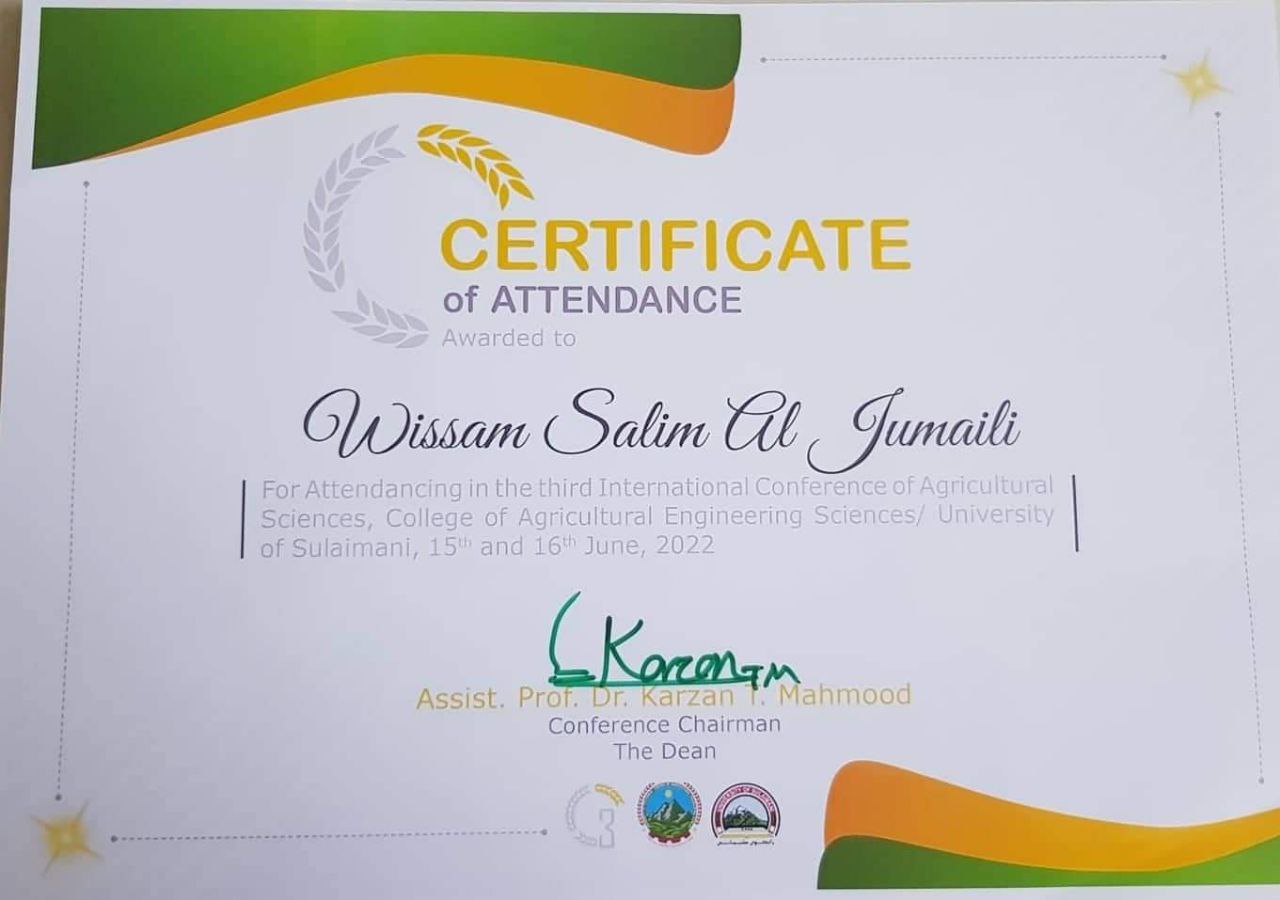 CERTIFICATE
of ATTENDANCE
Awarded to
Wissam Salim Al Jumaili
For Attendancing in the third International Conference of Agricultural
Sciences, College of Agricultural Engineering Sciences/ University
of Sulaimani, 15th and 16th June, 2022
Karzan TM
Assist. Prof. Dr. Karzan T. Mahmood
Conference Chairman
The Dean
3